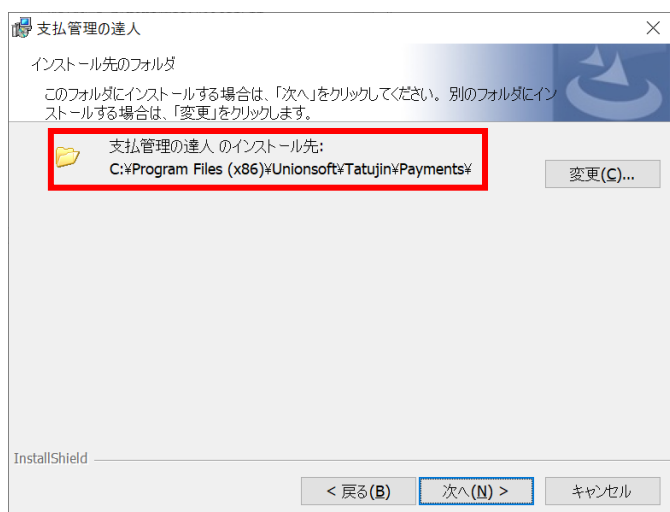 支払管理の達人
インストール先のフォルダ
このフォルダにインストールする場合は、「次へ」をクリックしてください。別のフォルダにイン
ストールする場合は、「変更」をクリックします。
支払管理の達人 のインストール先:
C:¥Program Files (x86)¥Unionsoft¥Tatujin¥Payments¥
変更(C)...
InstallShield
< 戻る(B)
次へ(N) >
キャンセル